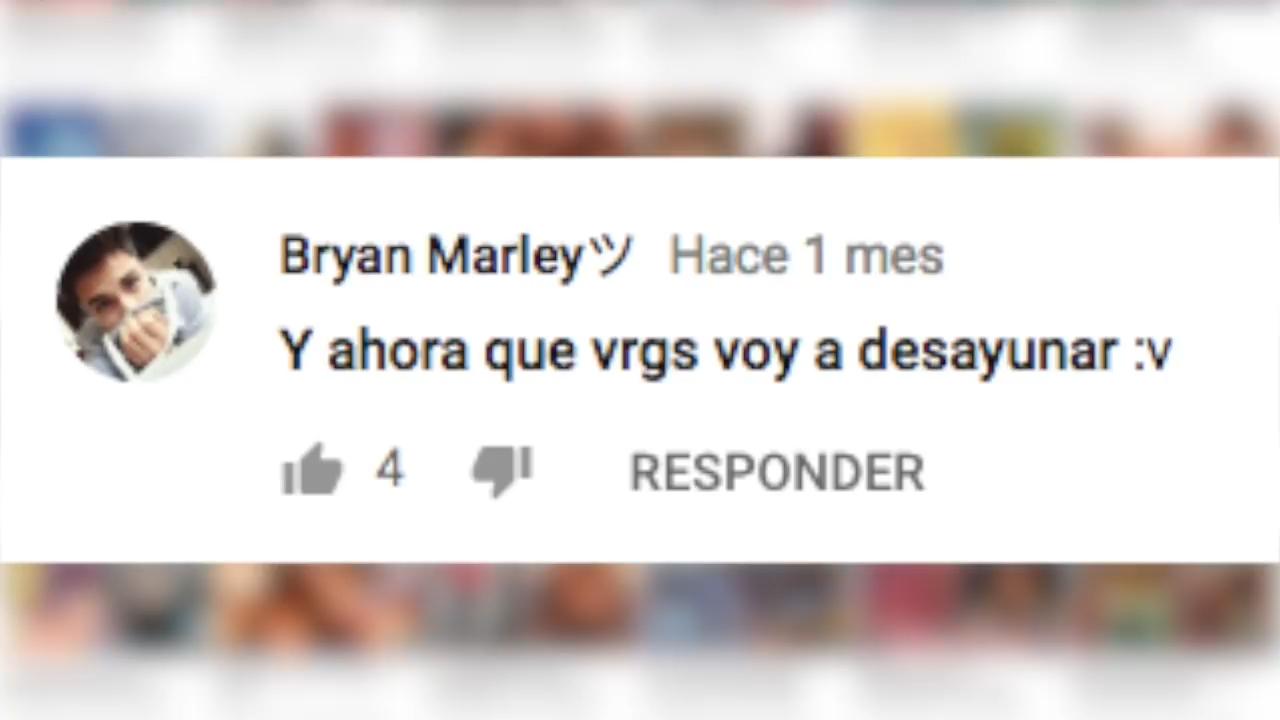 Bryan Marleyツ Hace 1 mes
Y ahora que vrgs voy a desayunar :v
4 RESPONDER